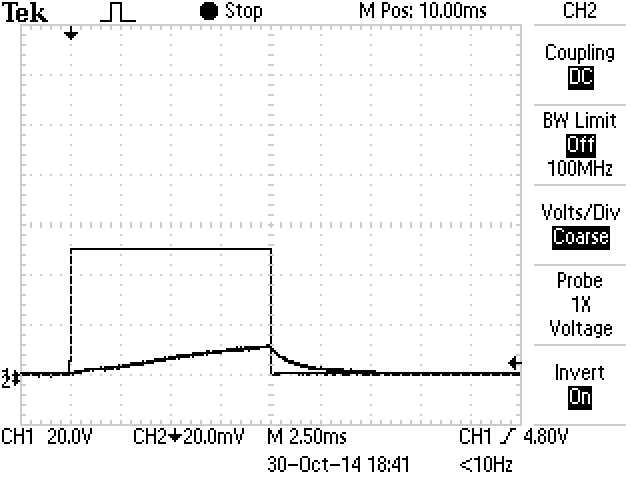 Tek Stop M Pos: 10.00ms CH2
Coupling
DC
BW Limit
Off
100MHz
Volts/Div
Coarse
Probe
1X
Voltage
Invert
On
2
CH1 20.0V CH2 20.0mV M 2.50ms CH1 4.80V
30-Oct-14 18:41 <10Hz